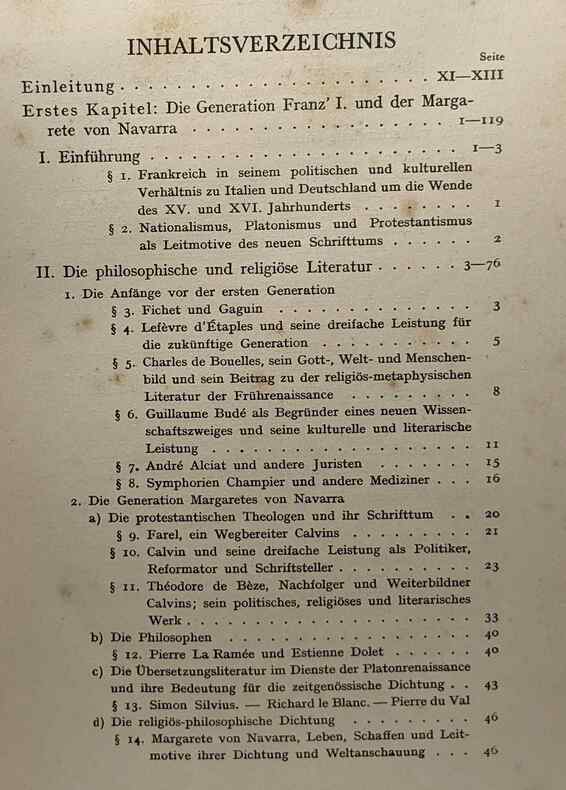 INHALTSVERZEICHNIS
Seite
Einleitung . . . . . . . . . . . . . . . . . . . . XI—XIII
Erstes Kapitel: Die Generation Franz' I. und der Marga-
rete von Navarra . . . . . . . . . . . . . . . . 1—119
I. Einführung . . . . . . . . . . . . . . . . . . . . 1—3
§ 1. Frankreich in seinem politischen und kulturellen
Verhältnis zu Italien und Deutschland um die Wende
des XV. und XVI. Jahrhunderts . . . . . . . . 1
§ 2. Nationalismus, Platonismus und Protestantismus
als Leitmotive des neuen Schrifttums . . . . . . 2
II. Die philosophische und religiöse Literatur . . . . . . 3—76
1. Die Anfänge vor der ersten Generation
§ 3. Fichet und Gaguin . . . . . . . . . . . . . . 3
§ 4. Lefèvre d'Étaples und seine dreifache Leistung für
die zukünftige Generation . . . . . . . . . . . 5
§ 5. Charles de Bouelles, sein Gott-, Welt- und Menschen-
bild und sein Beitrag zu der religiös-metaphysischen
Literatur der Frührenaissance . . . . . . . . . 8
§ 6. Guillaume Budé als Begründer eines neuen Wissen-
schaftszweiges und seine kulturelle und literarische
Leistung . . . . . . . . . . . . . . . . . . . 11
§ 7. André Alciat und andere Juristen . . . . . . . 15
§ 8. Symphorien Champier und andere Mediziner . . . 16
2. Die Generation Margaretes von Navarra
a) Die protestantischen Theologen und ihr Schrifttum . . 20
§ 9. Farel, ein Wegbereiter Calvins . . . . . . . . . 21
§ 10. Calvin und seine dreifache Leistung als Politiker,
Reformator und Schriftsteller . . . . . . . . . . 23
§ 11. Théodore de Bèze, Nachfolger und Weiterbildner
Calvins; sein politisches, religiöses und literarisches
Werk . . . . . . . . . . . . . . . . . . . . . 33
b) Die Philosophen . . . . . . . . . . . . . . . . . 40
§ 12. Pierre La Ramée und Estienne Dolet . . . . . . 40
c) Die Übersetzungsliteratur im Dienste der Platonrenaissance
und ihre Bedeutung für die zeitgenössische Dichtung . . 43
§ 13. Simon Silvius. — Richard le Blanc. — Pierre du Val
d) Die religiös-philosophische Dichtung . . . . . . . . 46
§ 14. Margarete von Navarra, Leben, Schaffen und Leit-
motive ihrer Dichtung und Weltanschauung . . . 46